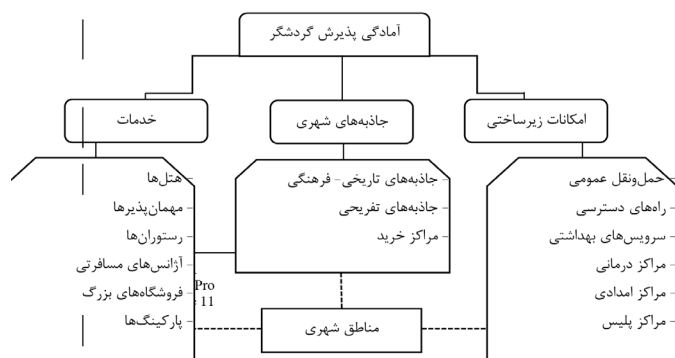 آمادگی پذیرش گردشگر
امکانات زیرساختی
جاذبه‌های شهری
خدمات
-حمل‌ونقل عمومی
-راه‌های دسترسی
-سرویس‌های بهداشتی
-مراکز درمانی
-مراکز امدادی
-مراکز پلیس
-جاذبه‌های تاریخی- فرهنگی
-جاذبه‌های تفریحی
-مراکز خرید
-هتل‌ها
-مهمان‌پذیرها
-رستوران‌ها
-آژانس‌های مسافرتی
-فروشگاه‌های بزرگ
-پارکینگ‌ها
Pro
11
مناطق شهری